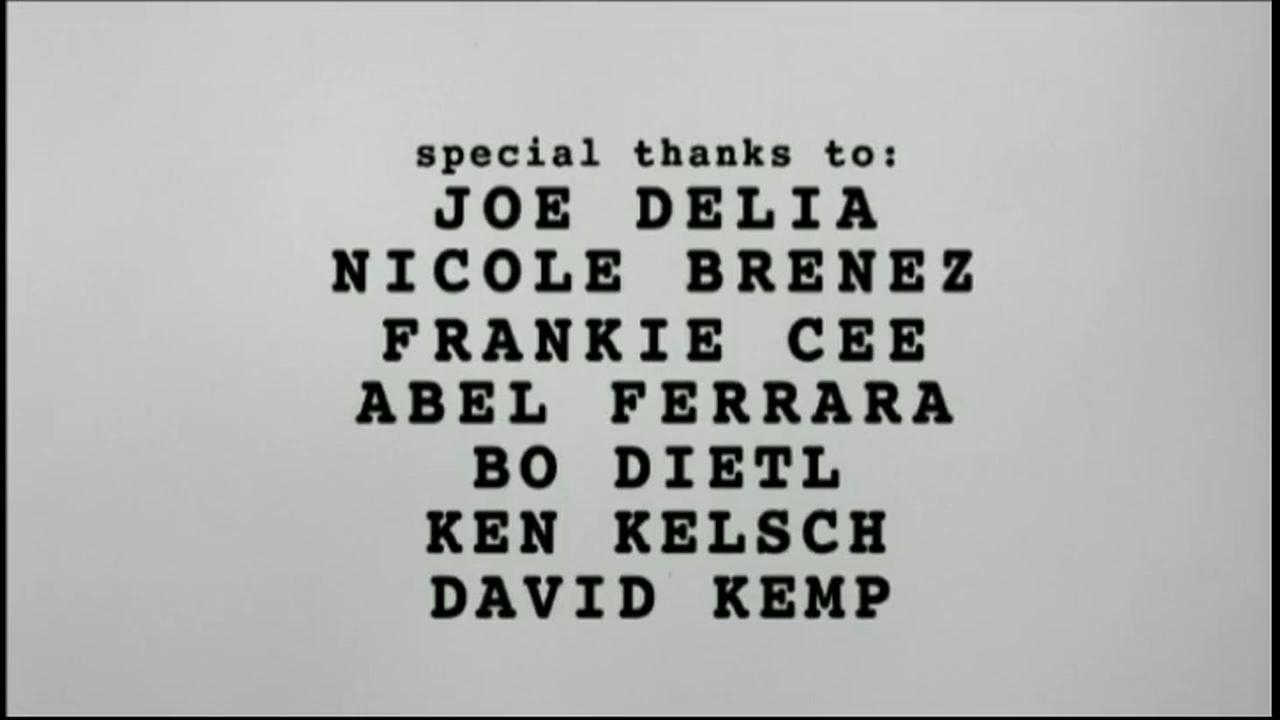 special thanks to:
JOE DELIA
NICOLE BRENEZ
FRANKIE CEE
ABEL FERRARA
BO DIETL
KEN KELSCH
DAVID KEMP